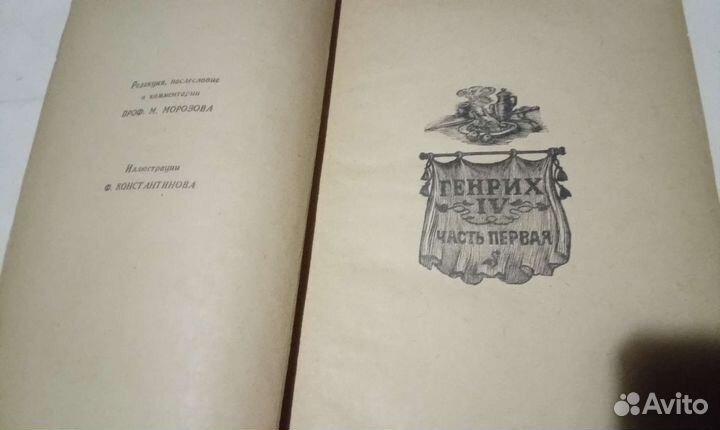 Редакция, послесловие
и комментарии
ПРОФ. М. МОРОЗОВА
Иллюстрации
Ф. КОНСТАНТИНОВА
ГЕНРИХ
IV
ЧАСТЬ ПЕРВАЯ
Avito